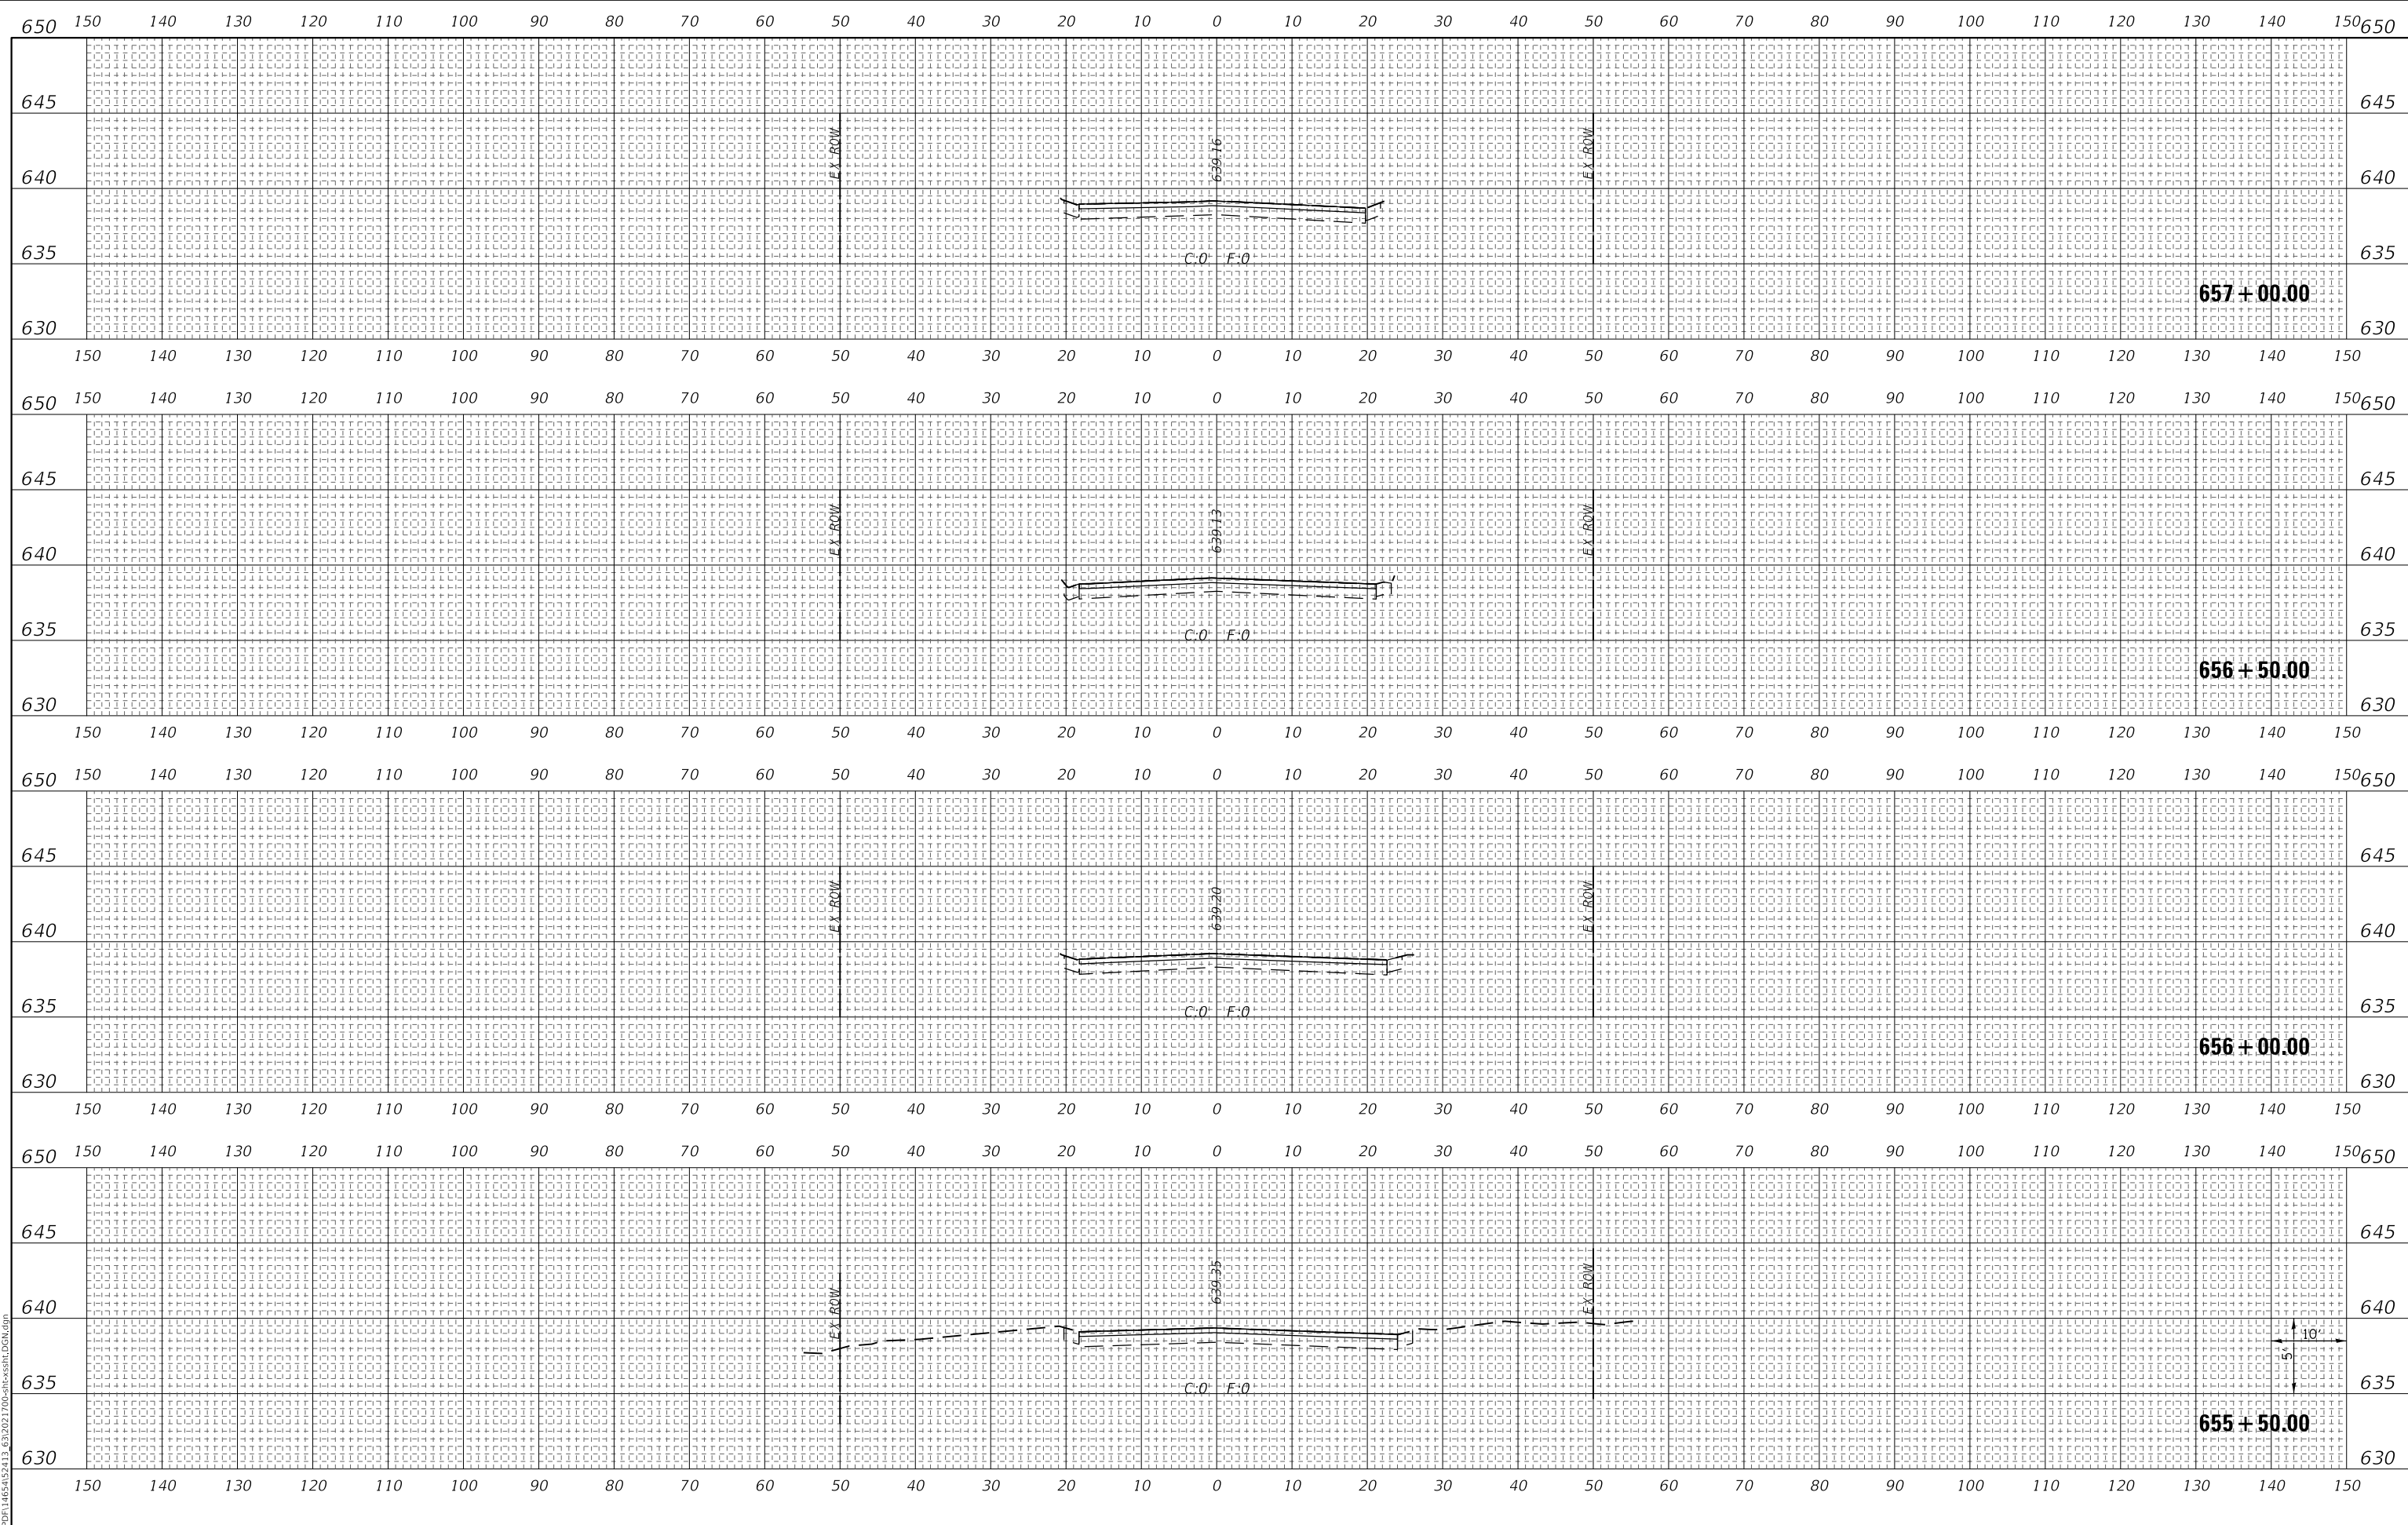 150 140 130 120 110 100 90 80 70 60 50 40 30 20 10 0 10 20 30 40 50 60 70 80 90 100 110 120 130 140 150
650 650
645 645
EX ROW 639.16 EX ROW
640 640
635 C:0 F:0 635
657+00.00
630 630
150 140 130 120 110 100 90 80 70 60 50 40 30 20 10 0 10 20 30 40 50 60 70 80 90 100 110 120 130 140 150
150 140 130 120 110 100 90 80 70 60 50 40 30 20 10 0 10 20 30 40 50 60 70 80 90 100 110 120 130 140 150
650 650
645 645
EX ROW 639.13 EX ROW
640 640
635 C:0 F:0 635
656+50.00
630 630
150 140 130 120 110 100 90 80 70 60 50 40 30 20 10 0 10 20 30 40 50 60 70 80 90 100 110 120 130 140 150
150 140 130 120 110 100 90 80 70 60 50 40 30 20 10 0 10 20 30 40 50 60 70 80 90 100 110 120 130 140 150
650 650
645 645
EX ROW 639.20 EX ROW
640 640
635 C:0 F:0 635
656+00.00
630 630
150 140 130 120 110 100 90 80 70 60 50 40 30 20 10 0 10 20 30 40 50 60 70 80 90 100 110 120 130 140 150
150 140 130 120 110 100 90 80 70 60 50 40 30 20 10 0 10 20 30 40 50 60 70 80 90 100 110 120 130 140 150
650 650
645 645
EX ROW 639.35 EX ROW
640 640
10'
5'
635 C:0 F:0 635
655+50.00
630 630
150 140 130 120 110 100 90 80 70 60 50 40 30 20 10 0 10 20 30 40 50 60 70 80 90 100 110 120 130 140 150
PDF\14654\52413_63\2021700-sht-xssht.DGN.dgn